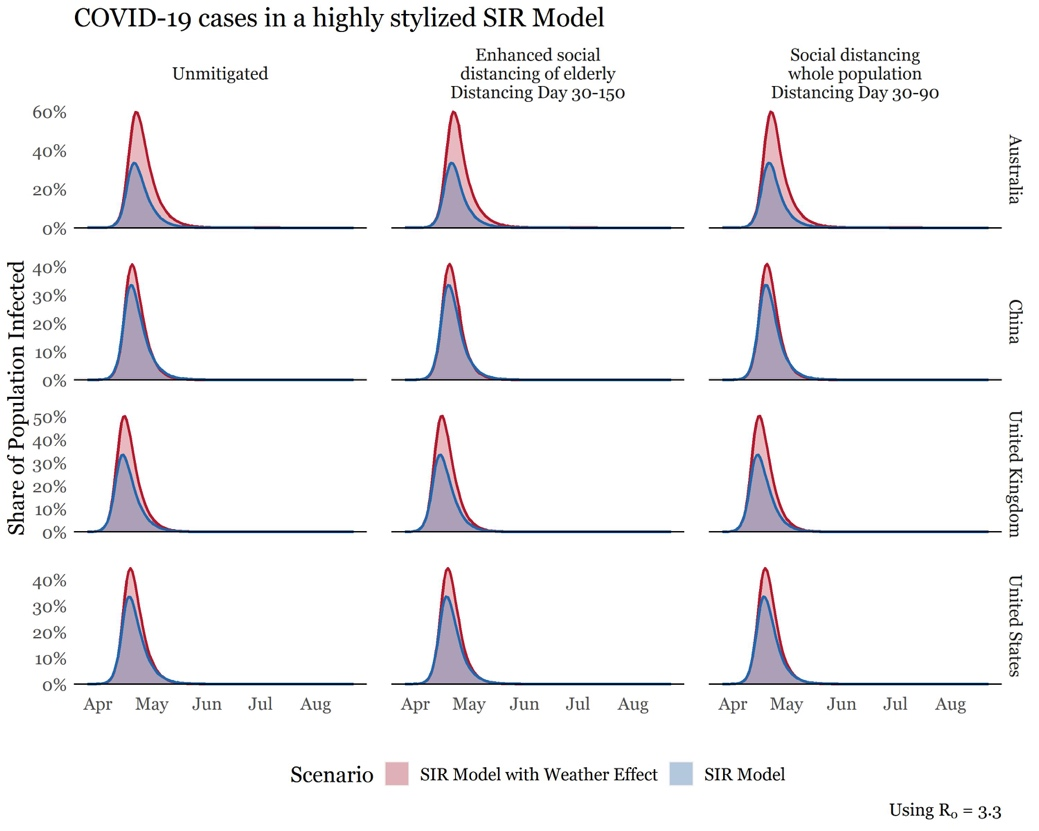 COVID-19 cases in a highly stylized SIR Model
Unmitigated
Enhanced social
distancing of elderly
Distancing Day 30-150
Social distancing
whole population
Distancing Day 30-90
Share of Population Infected
60%
40%
20%
0%
Australia
40%
30%
20%
10%
0%
China
50%
40%
30%
20%
10%
0%
United Kingdom
40%
30%
20%
10%
0%
United States
Apr May Jun Jul Aug
Apr May Jun Jul Aug
Apr May Jun Jul Aug
Scenario SIR Model with Weather Effect SIR Model
Using R₀ = 3.3